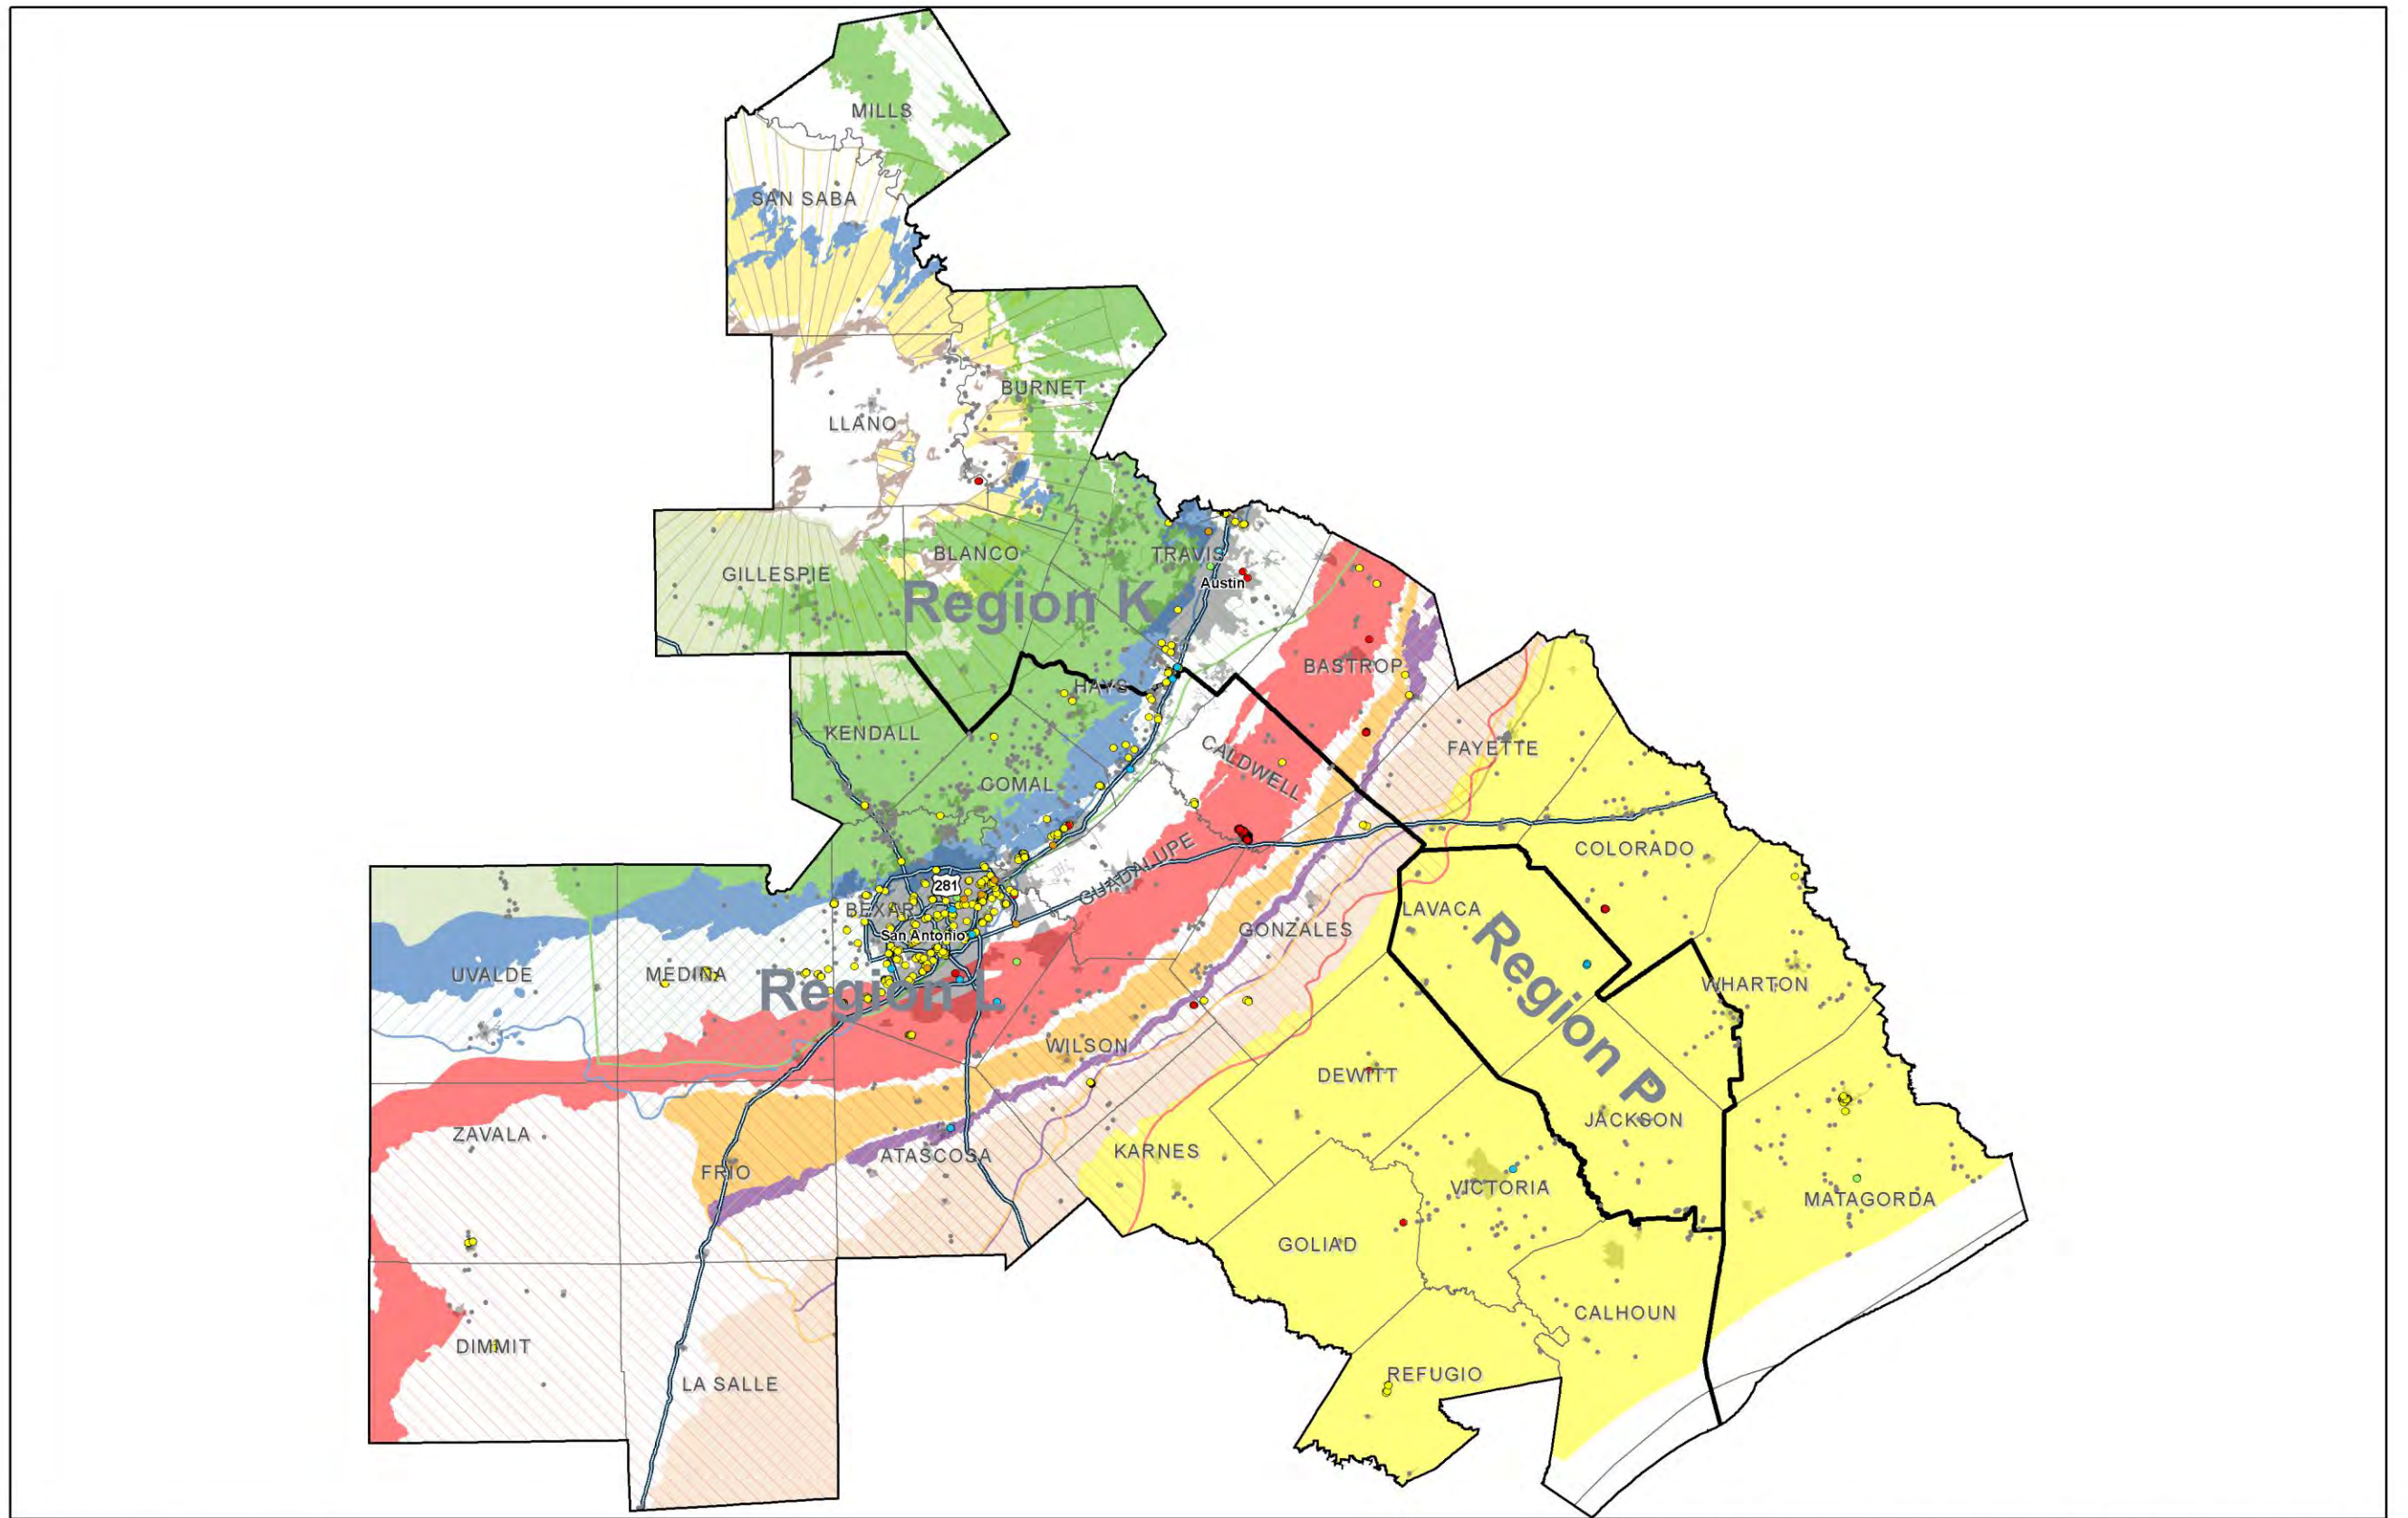 MILLS
SAN SABA
BURNET
LLANO
BLANCO
TRAVIS
GILLESPIE
Austin
Region K
BASTROP
HAYS
KENDALL
CALDWELL
FAYETTE
COMAL
COLORADO
GUADALUPE
281
BEXAR
LAVACA
San Antonio
GONZALES
UVALDE
MEDINA
Region L
WHARTON
Region P
WILSON
DEWITT
JACKSON
ZAVALA
KARNES
ATASCOSA
FRIO
VICTORIA
MATAGORDA
GOLIAD
CALHOUN
DIMMIT
REFUGIO
LA SALLE